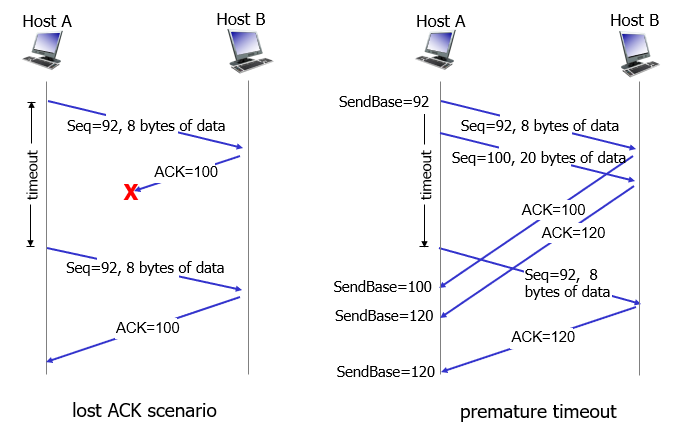 Host A
Host B
Seq=92, 8 bytes of data
ACK=100
X
timeout
Seq=92, 8 bytes of data
ACK=100
lost ACK scenario
Host A
Host B
SendBase=92
Seq=92, 8 bytes of data
Seq=100, 20 bytes of data
timeout
ACK=100
ACK=120
Seq=92, 8
bytes of data
SendBase=100
SendBase=120
ACK=120
SendBase=120
premature timeout